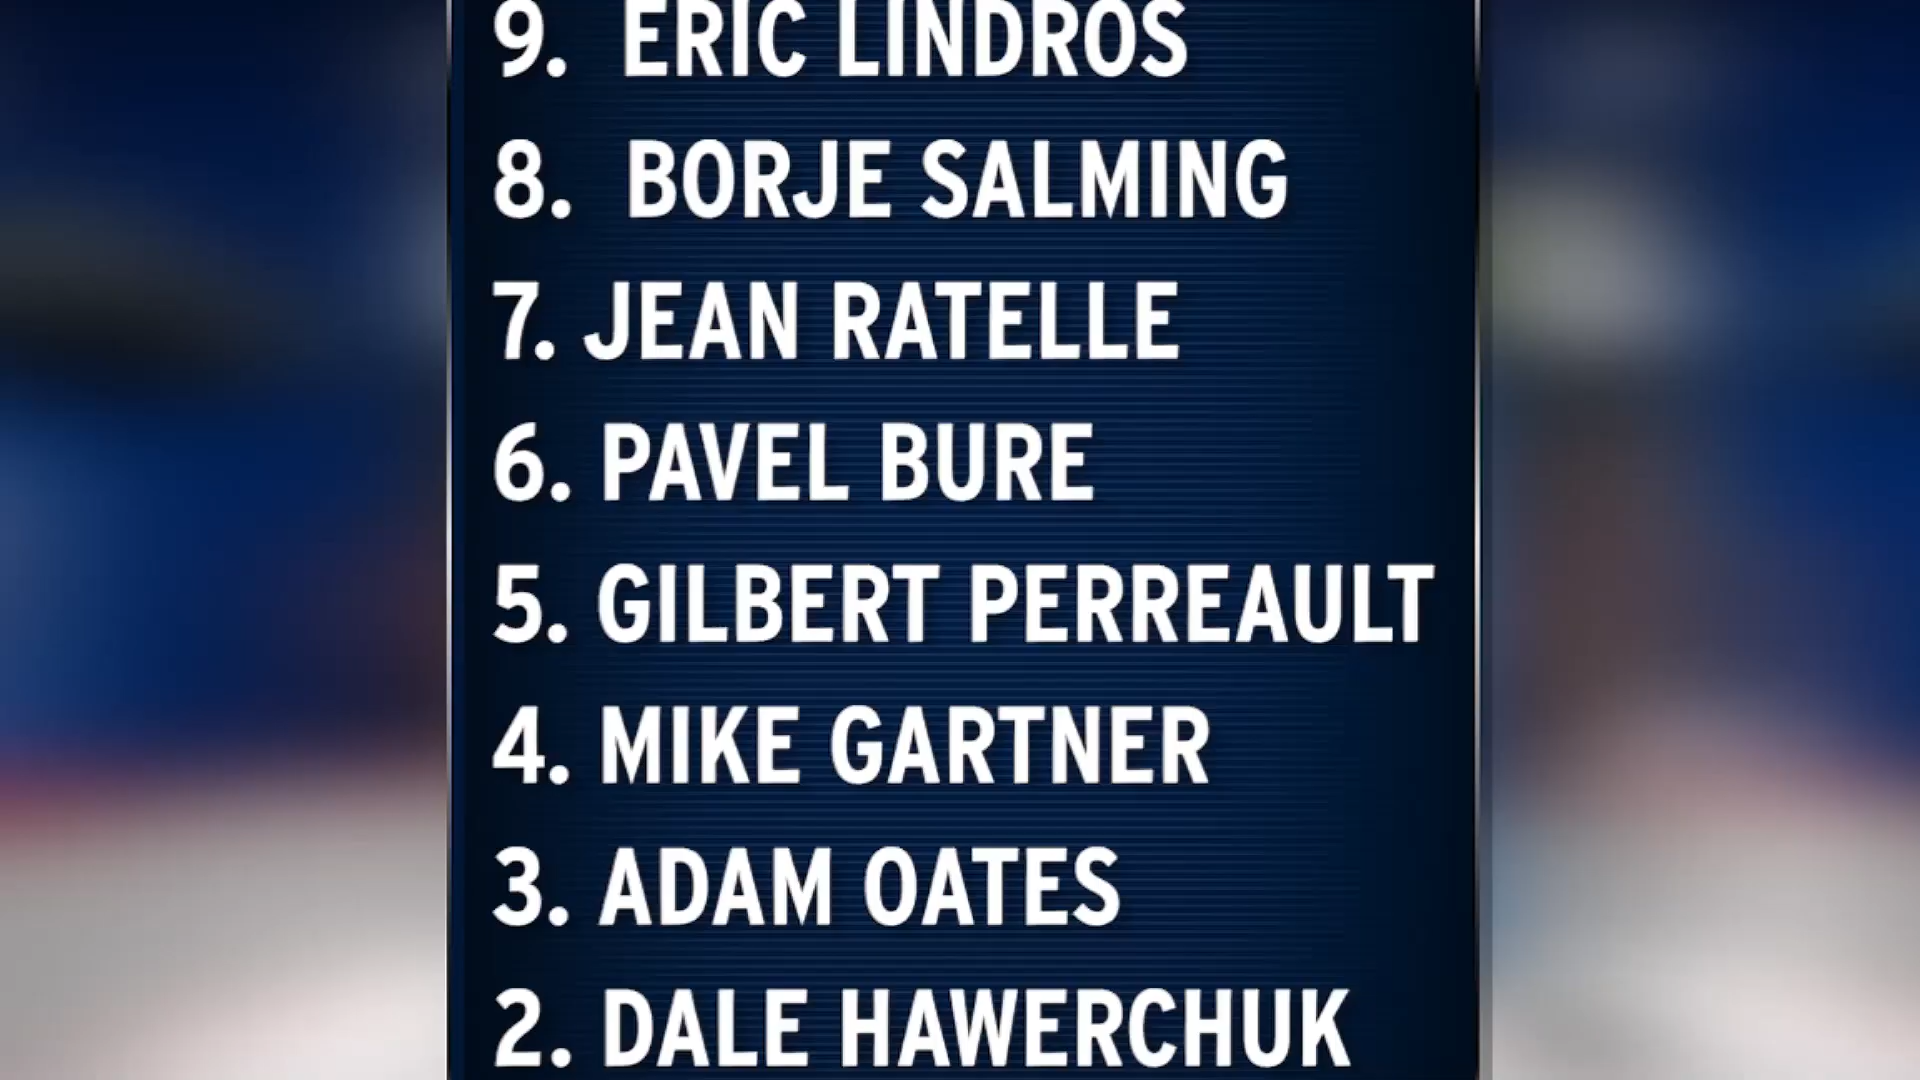 9. ERIC LINDROS
8. BORJE SALMING
7. JEAN RATELLE
6. PAVEL BURE
5. GILBERT PERREAULT
4. MIKE GARTNER
3. ADAM OATES
2. DALE HAWERCHUK